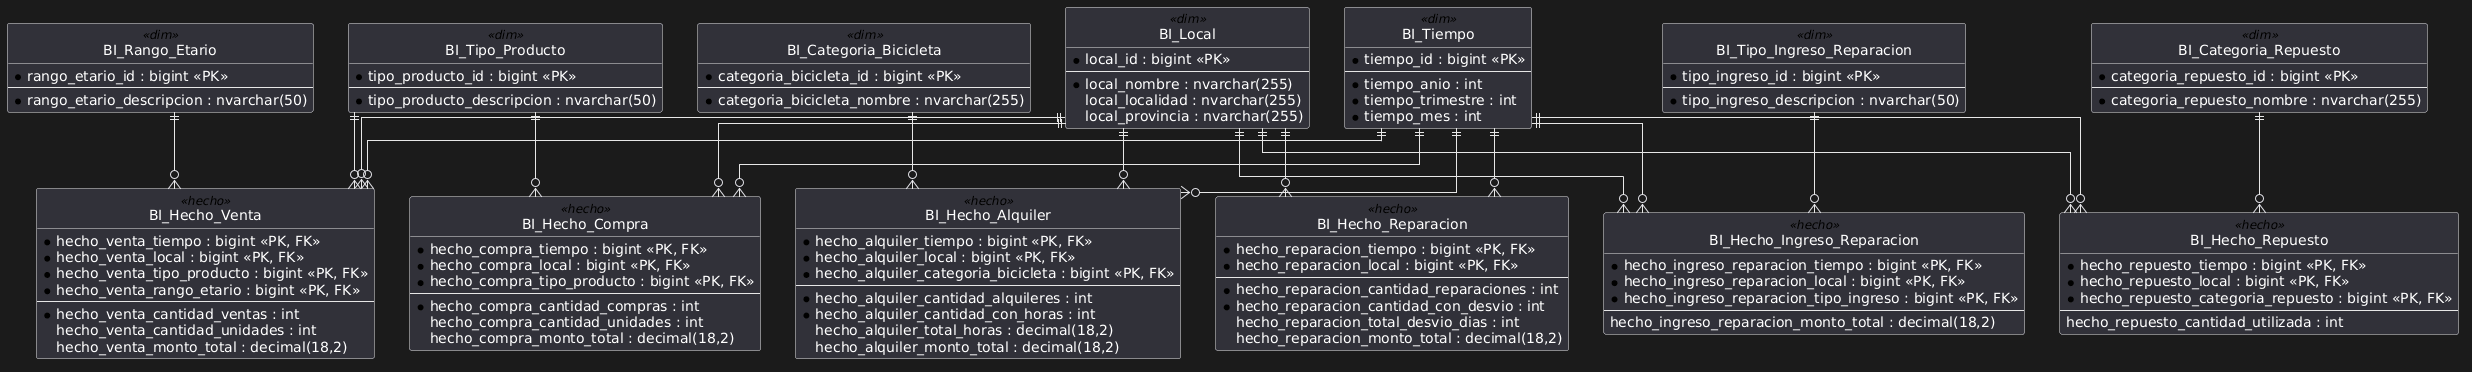 «dim»
BI_Rango_Etario
rango_etario_id : bigint «PK»
rango_etario_descripcion : nvarchar(50)
«dim»
BI_Tipo_Producto
tipo_producto_id : bigint «PK»
tipo_producto_descripcion : nvarchar(50)
«dim»
BI_Categoria_Bicicleta
categoria_bicicleta_id : bigint «PK»
categoria_bicicleta_nombre : nvarchar(255)
«dim»
BI_Local
local_id : bigint «PK»
local_nombre : nvarchar(255)
local_localidad : nvarchar(255)
local_provincia : nvarchar(255)
«dim»
BI_Tiempo
tiempo_id : bigint «PK»
tiempo_anio : int
tiempo_trimestre : int
tiempo_mes : int
«dim»
BI_Tipo_Ingreso_Reparacion
tipo_ingreso_id : bigint «PK»
tipo_ingreso_descripcion : nvarchar(50)
«dim»
BI_Categoria_Repuesto
categoria_repuesto_id : bigint «PK»
categoria_repuesto_nombre : nvarchar(255)
«hecho»
BI_Hecho_Venta
hecho_venta_tiempo : bigint «PK, FK»
hecho_venta_local : bigint «PK, FK»
hecho_venta_tipo_producto : bigint «PK, FK»
hecho_venta_rango_etario : bigint «PK, FK»
hecho_venta_cantidad_ventas : int
hecho_venta_cantidad_unidades : int
hecho_venta_monto_total : decimal(18,2)
«hecho»
BI_Hecho_Compra
hecho_compra_tiempo : bigint «PK, FK»
hecho_compra_local : bigint «PK, FK»
hecho_compra_tipo_producto : bigint «PK, FK»
hecho_compra_cantidad_compras : int
hecho_compra_cantidad_unidades : int
hecho_compra_monto_total : decimal(18,2)
«hecho»
BI_Hecho_Alquiler
hecho_alquiler_tiempo : bigint «PK, FK»
hecho_alquiler_local : bigint «PK, FK»
hecho_alquiler_categoria_bicicleta : bigint «PK, FK»
hecho_alquiler_cantidad_alquileres : int
hecho_alquiler_cantidad_con_horas : int
hecho_alquiler_total_horas : decimal(18,2)
hecho_alquiler_monto_total : decimal(18,2)
«hecho»
BI_Hecho_Reparacion
hecho_reparacion_tiempo : bigint «PK, FK»
hecho_reparacion_local : bigint «PK, FK»
hecho_reparacion_cantidad_reparaciones : int
hecho_reparacion_cantidad_con_desvio : int
hecho_reparacion_total_desvio_dias : int
hecho_reparacion_monto_total : decimal(18,2)
«hecho»
BI_Hecho_Ingreso_Reparacion
hecho_ingreso_reparacion_tiempo : bigint «PK, FK»
hecho_ingreso_reparacion_local : bigint «PK, FK»
hecho_ingreso_reparacion_tipo_ingreso : bigint «PK, FK»
hecho_ingreso_reparacion_monto_total : decimal(18,2)
«hecho»
BI_Hecho_Repuesto
hecho_repuesto_tiempo : bigint «PK, FK»
hecho_repuesto_local : bigint «PK, FK»
hecho_repuesto_categoria_repuesto : bigint «PK, FK»
hecho_repuesto_cantidad_utilizada : int